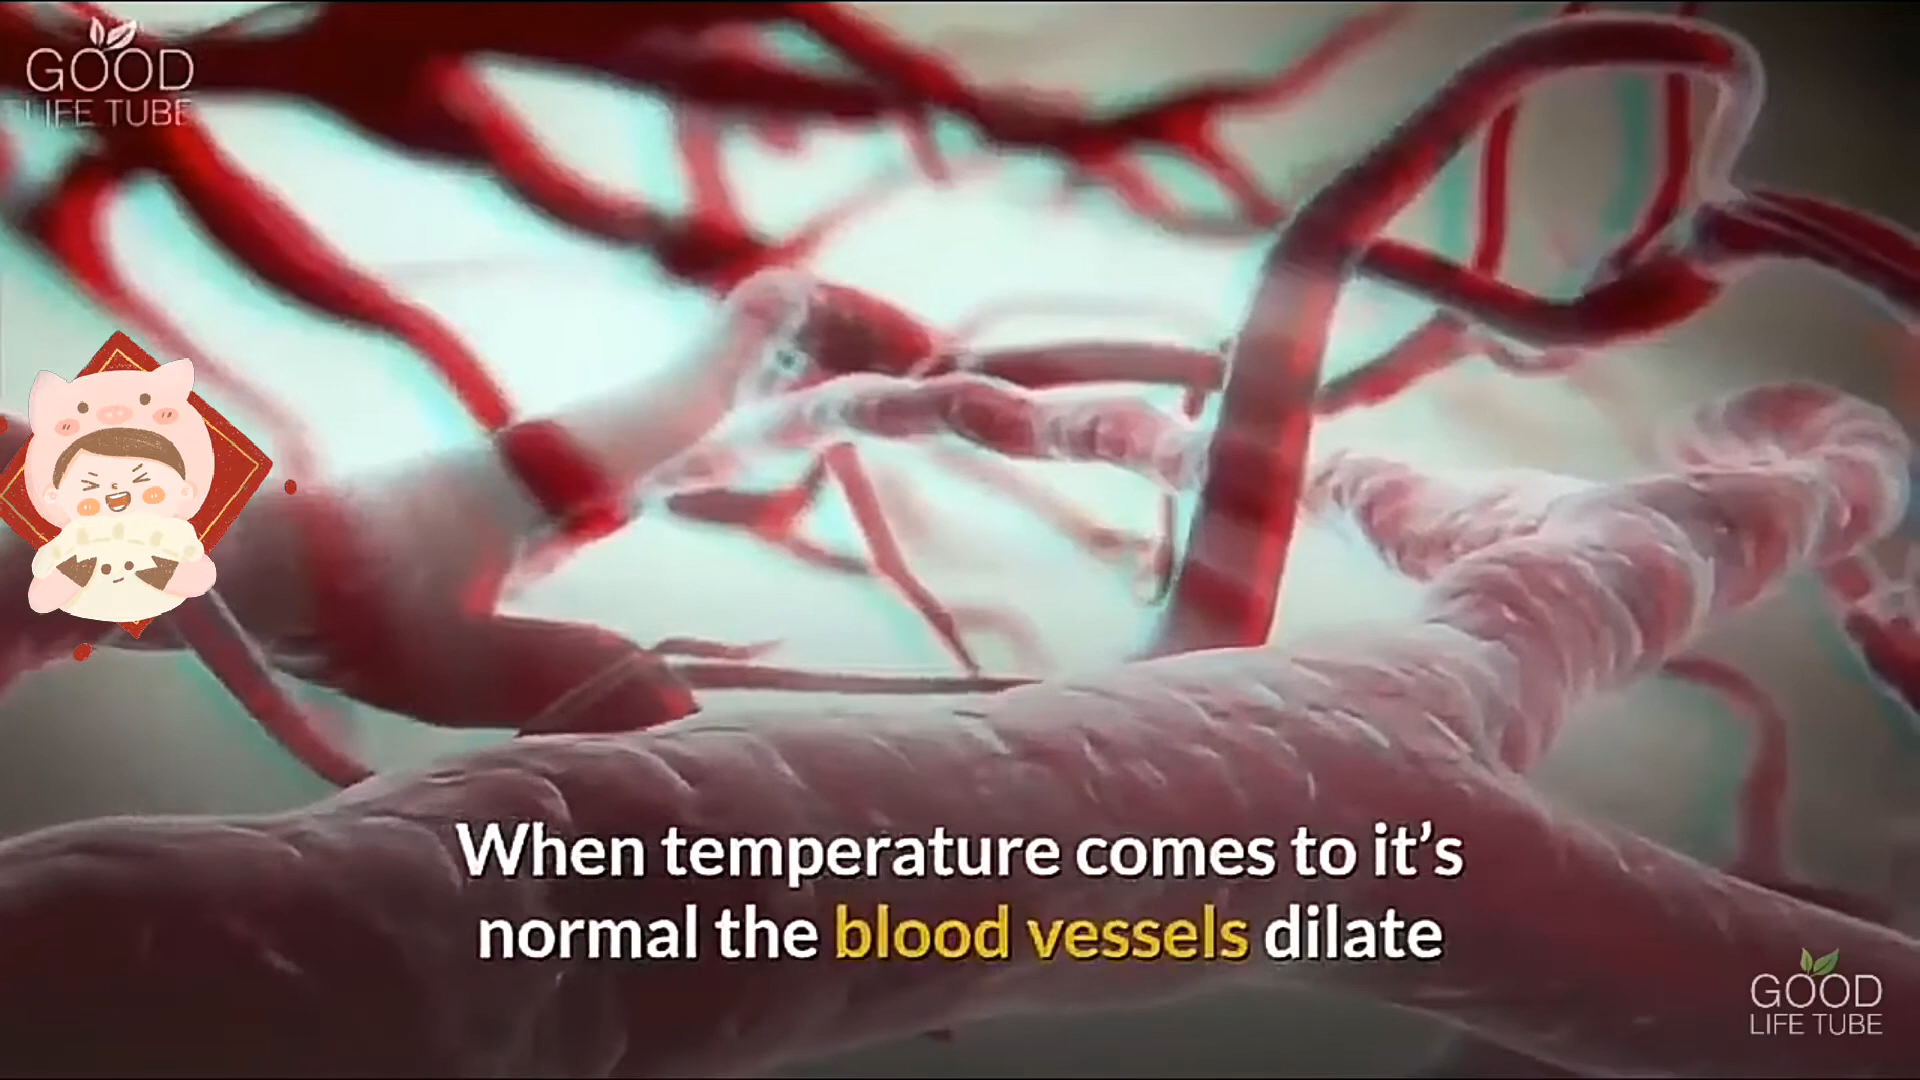 GOOD
LIFE TUBE
When temperature comes to it's
normal the blood vessels dilate
GOOD
LIFE TUBE